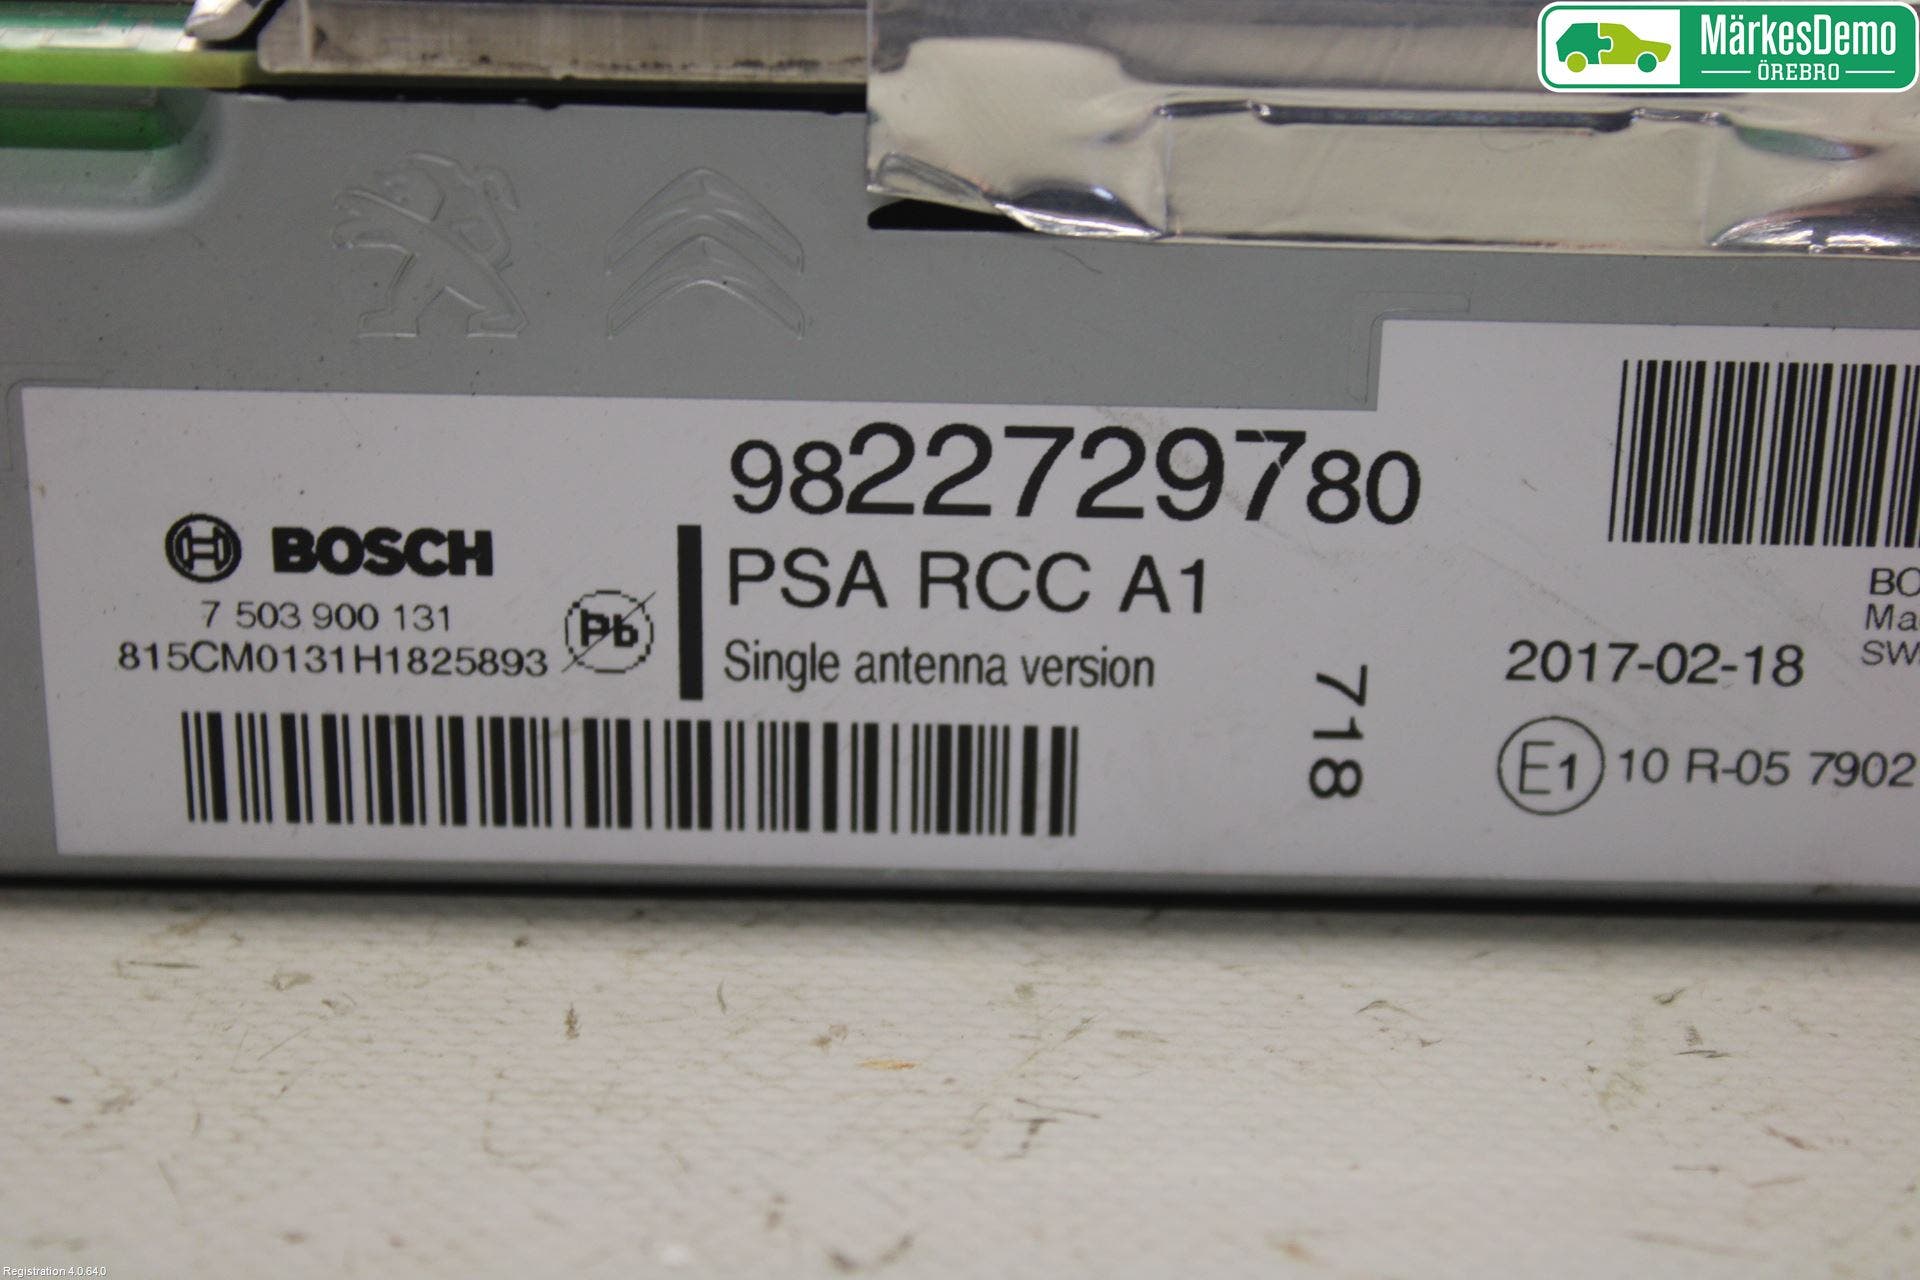 MärkesDemo
ÖREBRO
9822729780
BOSCH
7 503 900 131
815CM0131H1825893
Pb
PSA RCC A1
Single antenna version
718
2017-02-18
E1 10 R-05 7902
Registration 4.0.64.0